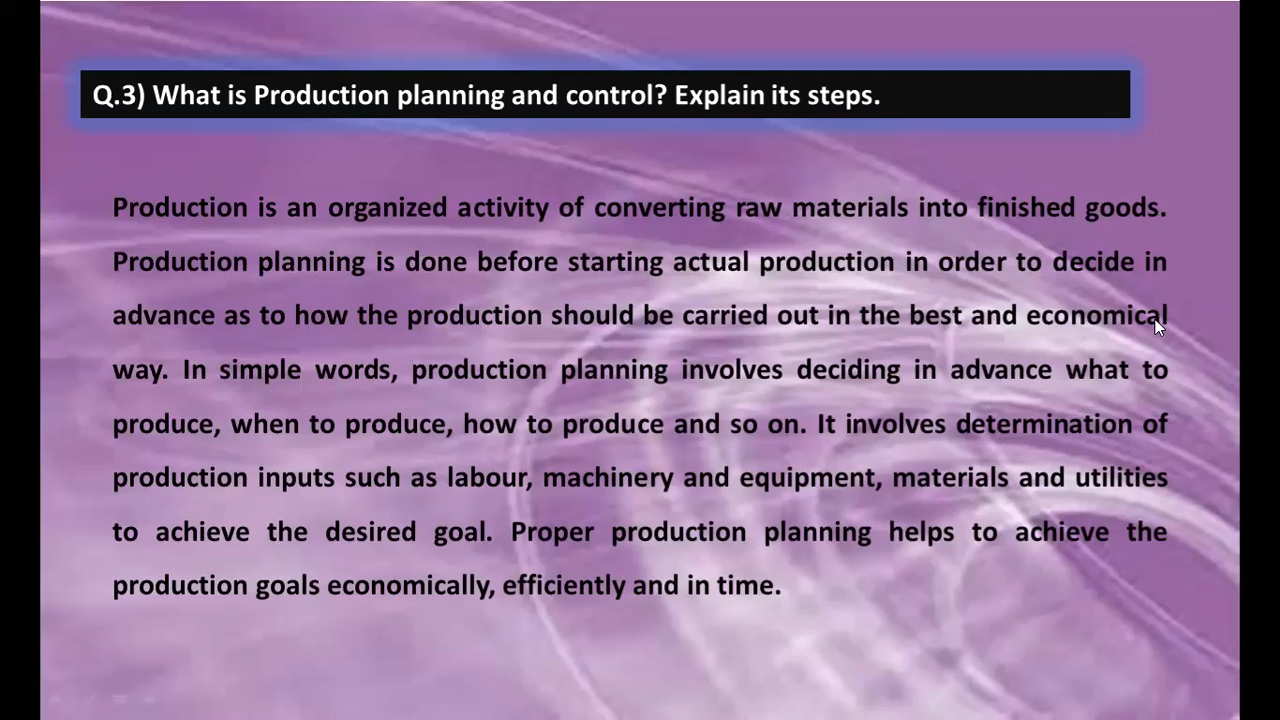 Q.3) What is Production planning and control? Explain its steps.
Production is an organized activity of converting raw materials into finished goods.
Production planning is done before starting actual production in order to decide in
advance as to how the production should be carried out in the best and economical
way. In simple words, production planning involves deciding in advance what to
produce, when to produce, how to produce and so on. It involves determination of
production inputs such as labour, machinery and equipment, materials and utilities
to achieve the desired goal. Proper production planning helps to achieve the
production goals economically, efficiently and in time.